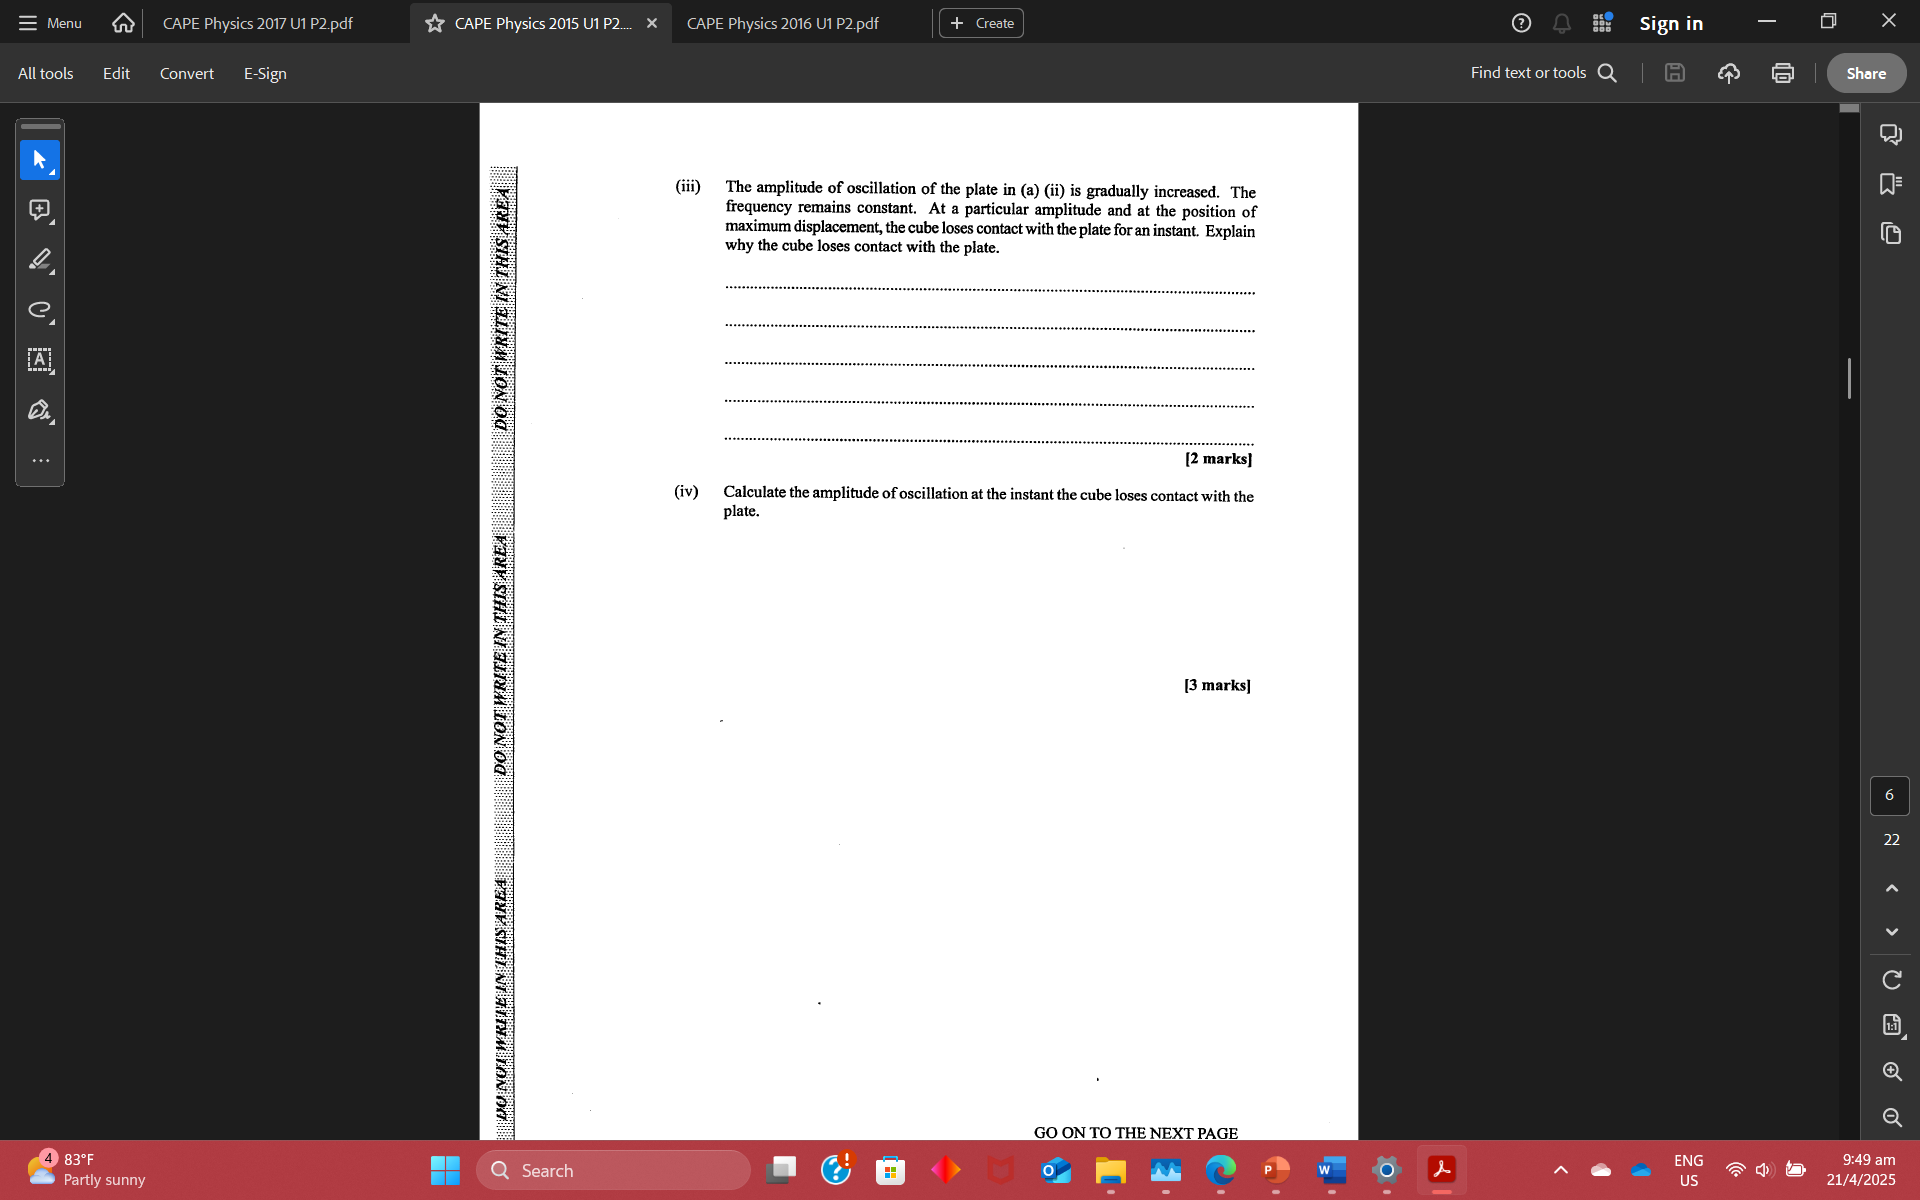 Menu
CAPE Physics 2017 U1 P2.pdf
CAPE Physics 2015 U1 P2....
CAPE Physics 2016 U1 P2.pdf
Create
Sign in
All tools
Edit
Convert
E-Sign
Find text or tools
Share
(iii) The amplitude of oscillation of the plate in (a) (ii) is gradually increased. The
frequency remains constant. At a particular amplitude and at the position of
maximum displacement, the cube loses contact with the plate for an instant. Explain
why the cube loses contact with the plate.
[2 marks]
(iv) Calculate the amplitude of oscillation at the instant the cube loses contact with the
plate.
[3 marks]
GO ON TO THE NEXT PAGE
DO NOT WRITE IN THIS AREA
DO NOT WRITE IN THIS AREA
DO NOT WRITE IN THIS AREA
6
22
4
83°F
Partly sunny
Search
ENG
US
9:49 am
21/4/2025